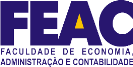 FEAC
FACULDADE DE ECONOMIA,
ADMINISTRAÇÃO E CONTABILIDADE